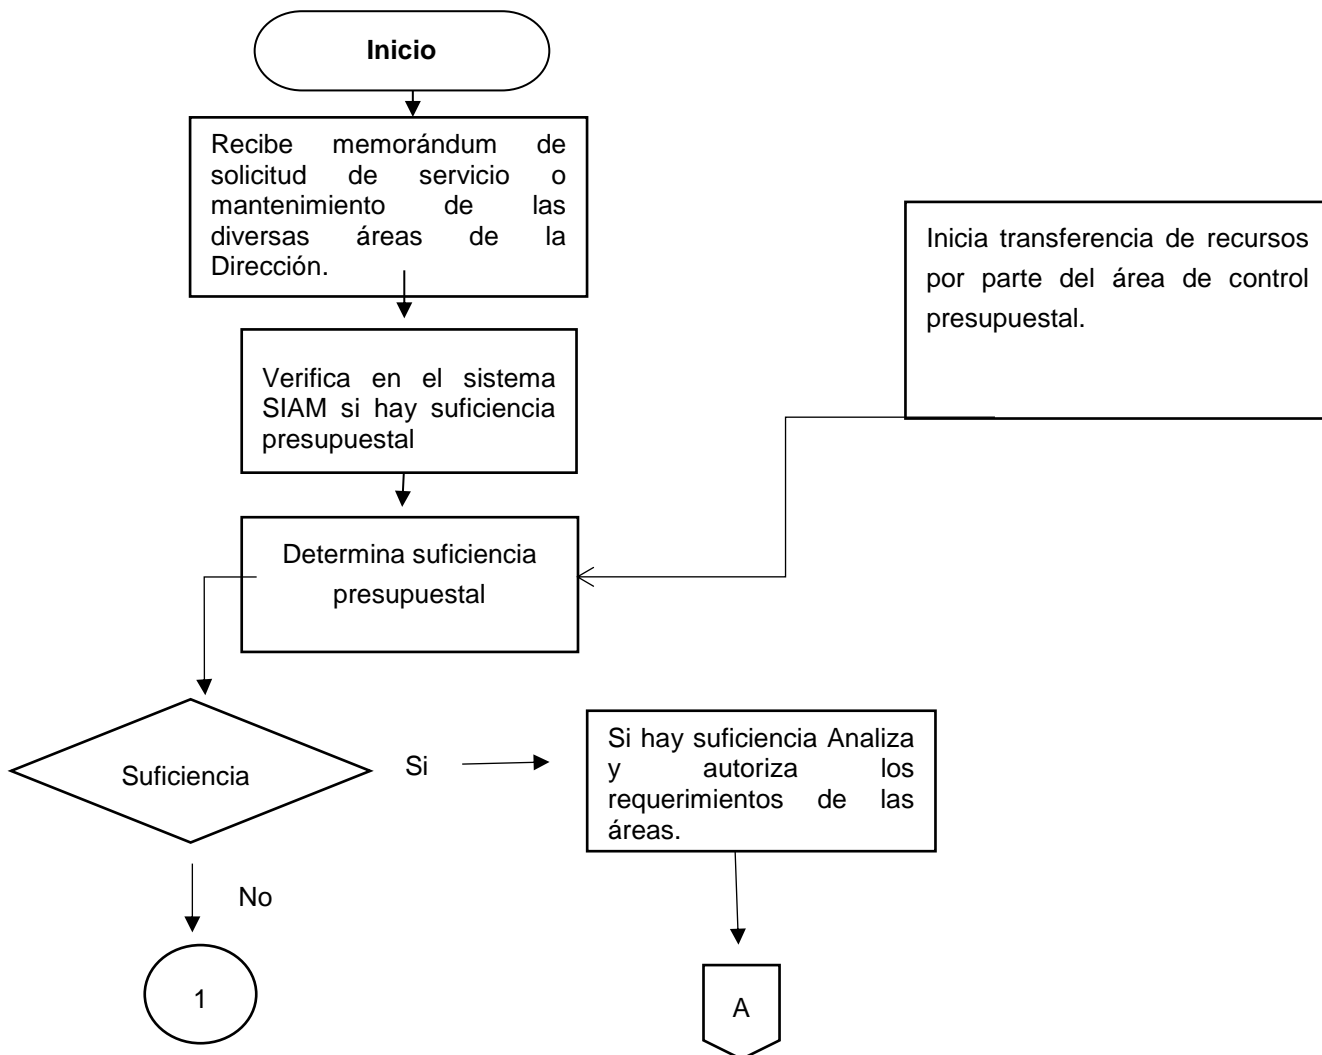 Inicio
Recibe memorándum de
solicitud de servicio o
mantenimiento de las
diversas áreas de la
Dirección.
Inicia transferencia de recursos
por parte del área de control
presupuestal.
Verifica en el sistema
SIAM si hay suficiencia
presupuestal
Determina suficiencia
presupuestal
Suficiencia
Si
Si hay suficiencia Analiza
y autoriza los
requerimientos de las
áreas.
No
1
A